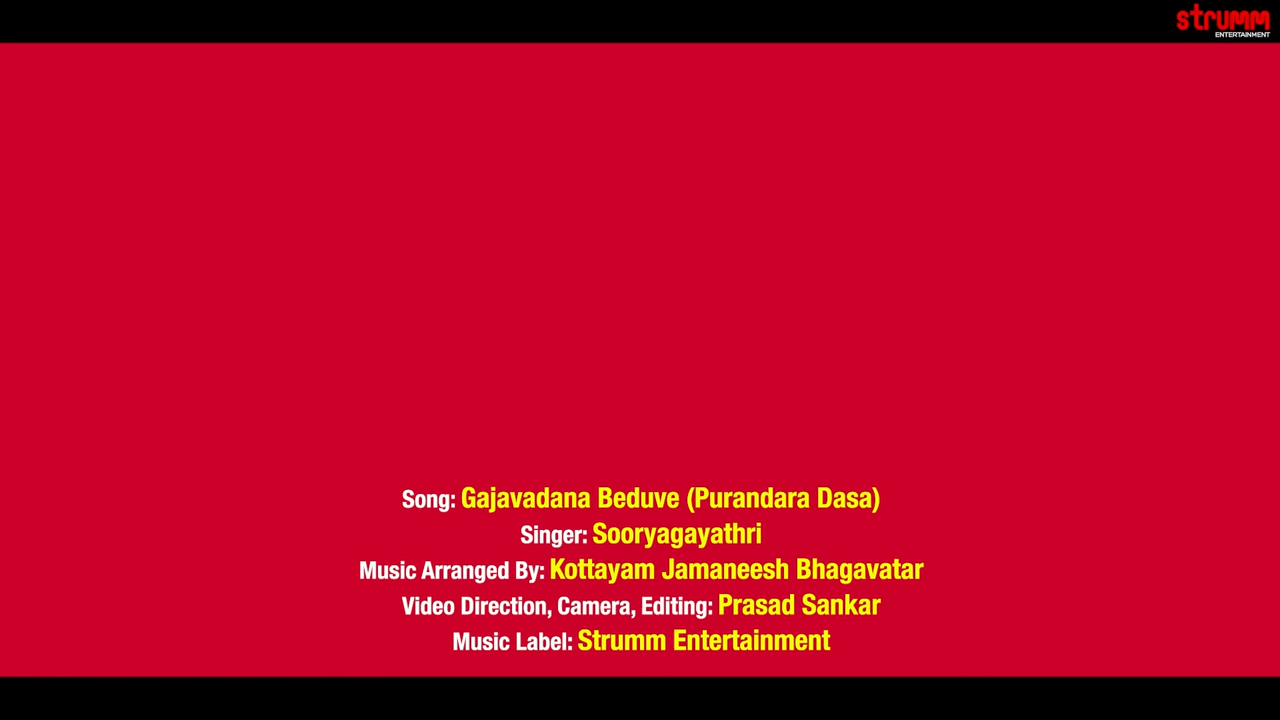 strumm
ENTERTAINMENT
Song: Gajavadana Beduve (Purandara Dasa)
Singer: Sooryagayathri
Music Arranged By: Kottayam Jamaneesh Bhagavatar
Video Direction, Camera, Editing: Prasad Sankar
Music Label: Strumm Entertainment